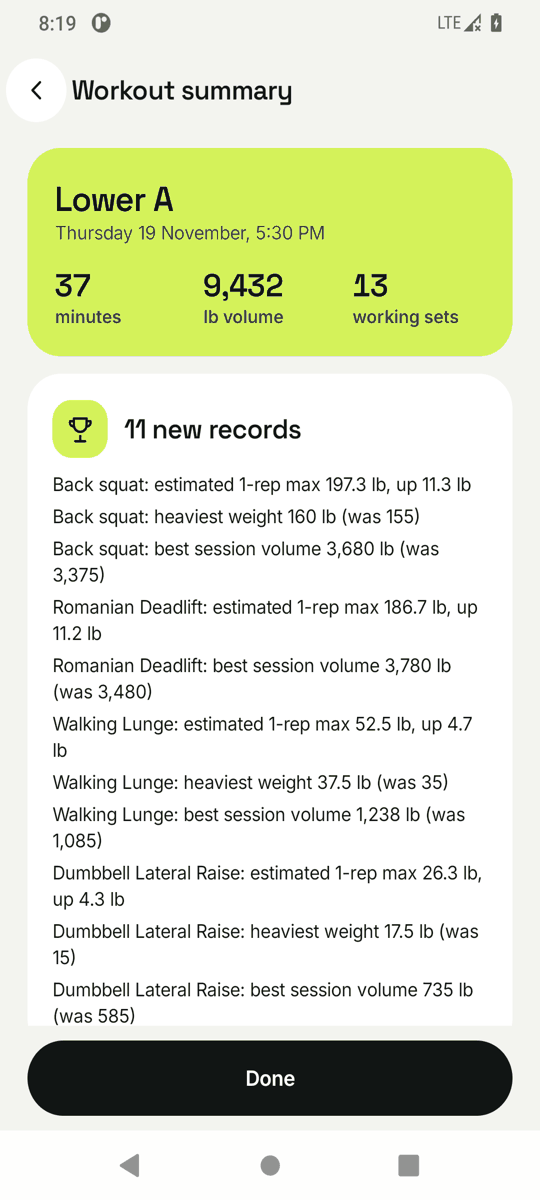 8:19
LTE
Workout summary
Lower A
Thursday 19 November, 5:30 PM
37
minutes
9,432
lb volume
13
working sets
11 new records
Back squat: estimated 1-rep max 197.3 lb, up 11.3 lb
Back squat: heaviest weight 160 lb (was 155)
Back squat: best session volume 3,680 lb (was
3,375)
Romanian Deadlift: estimated 1-rep max 186.7 lb, up
11.2 lb
Romanian Deadlift: best session volume 3,780 lb
(was 3,480)
Walking Lunge: estimated 1-rep max 52.5 lb, up 4.7
lb
Walking Lunge: heaviest weight 37.5 lb (was 35)
Walking Lunge: best session volume 1,238 lb (was
1,085)
Dumbbell Lateral Raise: estimated 1-rep max 26.3 lb,
up 4.3 lb
Dumbbell Lateral Raise: heaviest weight 17.5 lb (was
15)
Dumbbell Lateral Raise: best session volume 735 lb
(was 585)
Done